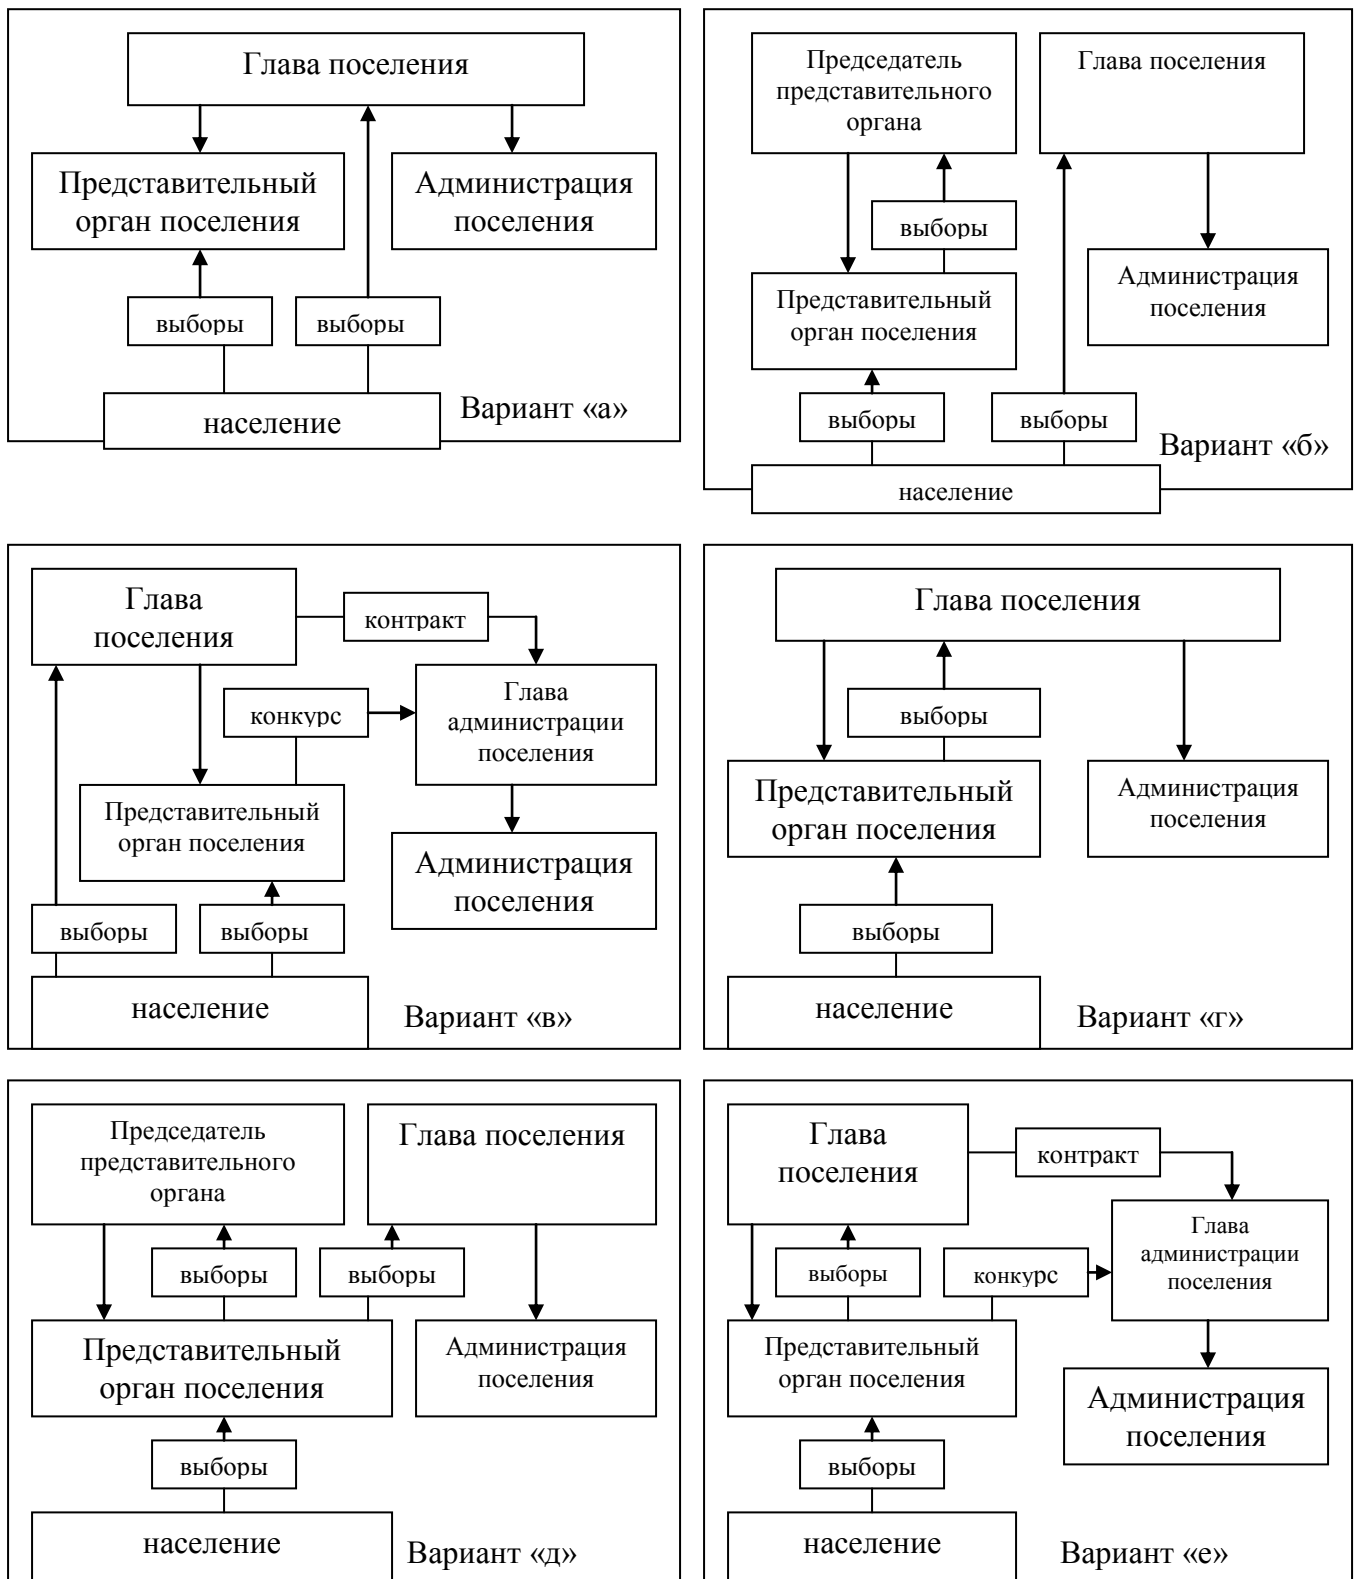 Глава поселения
Представительный
орган поселения
Администрация
поселения
выборы
выборы
население
Вариант «а»
Председатель
представительного
органа
Глава поселения
выборы
Представительный
орган поселения
Администрация
поселения
выборы
выборы
население
Вариант «б»
Глава
поселения
контракт
конкурс
Глава
администрации
поселения
Представительный
орган поселения
Администрация
поселения
выборы
выборы
население
Вариант «в»
Глава поселения
выборы
Представительный
орган поселения
Администрация
поселения
выборы
население
Вариант «г»
Председатель
представительного
органа
Глава поселения
выборы
выборы
Представительный
орган поселения
Администрация
поселения
выборы
население
Вариант «д»
Глава
поселения
контракт
выборы
конкурс
Глава
администрации
поселения
Представительный
орган поселения
Администрация
поселения
выборы
население
Вариант «е»